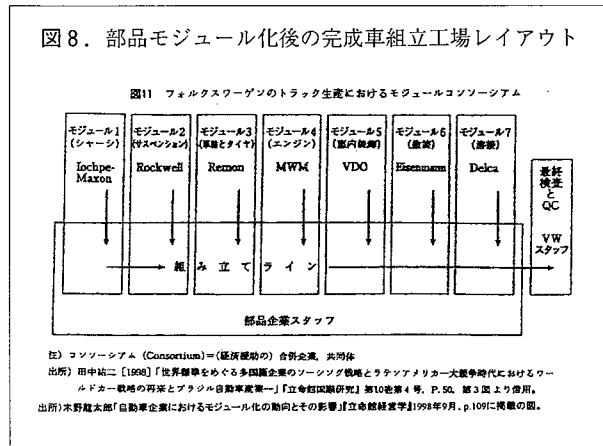 図8．部品モジュール化後の完成車組立工場レイアウト
図11　フォルクスワーゲンのトラック生産におけるモジュールコンソーシアム
モジュール1
(シャーシ)
Iochpe-
Maxon
モジュール2
(サスペンション)
Rockwell
モジュール3
(車輪とタイヤ)
Remon
モジュール4
(エンジン)
MWM
モジュール5
(室内装飾)
VDO
モジュール6
(塗装)
Eisenmann
モジュール7
(溶接)
Delca
最終
検査
と
QC
VW
スタッフ
組み立てライン
部品企業スタッフ
注) コンソーシアム (Consortium)＝(経済援助の) 合併企業, 共同体
出所) 田中祐二 [1998]「世界標準をめぐる多国籍企業のソーシング戦略とラテンアメリカー大競争時代におけるワー
ルドカー戦略の再来とブラジル自動車産業--」『立命館国際研究』第10巻第4号, P.50, 第3図より借用。
出所) 木野龍太郎「自動車企業におけるモジュール化の動向とその影響」『立命館経営学』1998年9月、p.109に掲載の図。